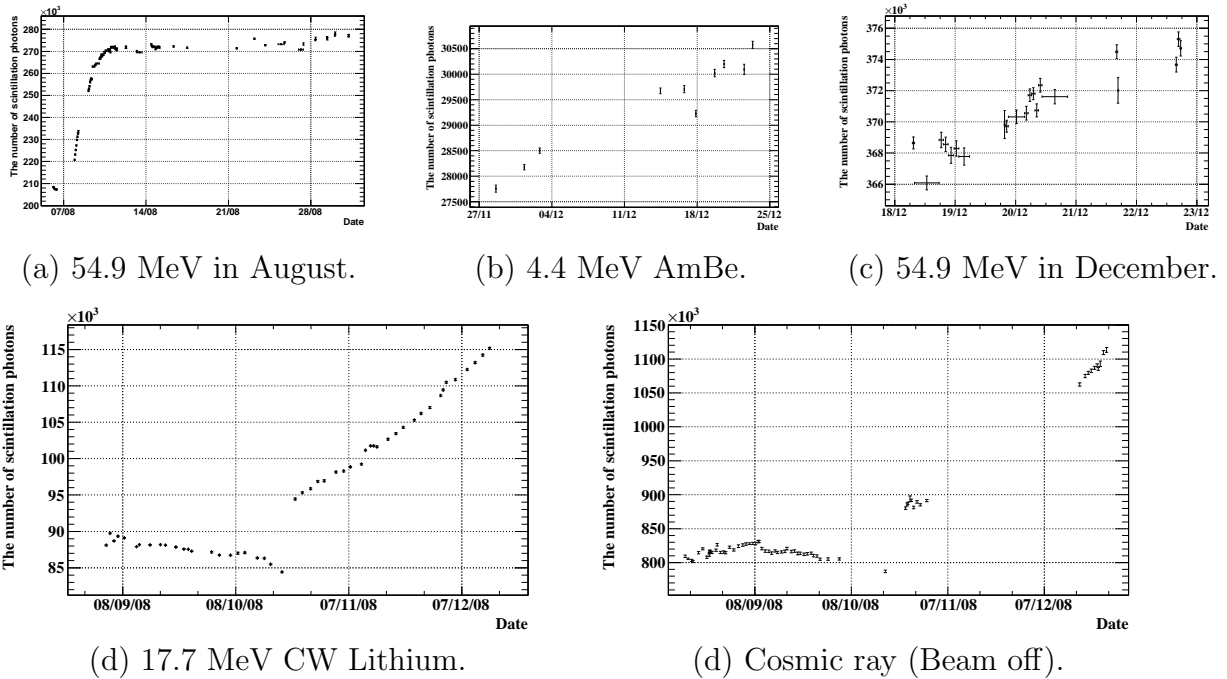 ×10³
The number of scintillation photons
280
270
260
250
240
230
220
210
200
07/08 14/08 21/08 28/08
Date
(a) 54.9 MeV in August.
The number of scintillation photons
30500
30000
29500
29000
28500
28000
27500
27/11 04/12 11/12 18/12 25/12
Date
(b) 4.4 MeV AmBe.
×10³
The number of scintillation photons
376
374
372
370
368
366
18/12 19/12 20/12 21/12 22/12 23/12
Date
(c) 54.9 MeV in December.
×10³
The number of scintillation photons
115
110
105
100
95
90
85
08/09/08 08/10/08 07/11/08 07/12/08
Date
(d) 17.7 MeV CW Lithium.
×10³
The number of scintillation photons
1150
1100
1050
1000
950
900
850
800
08/09/08 08/10/08 07/11/08 07/12/08
Date
(d) Cosmic ray (Beam off).